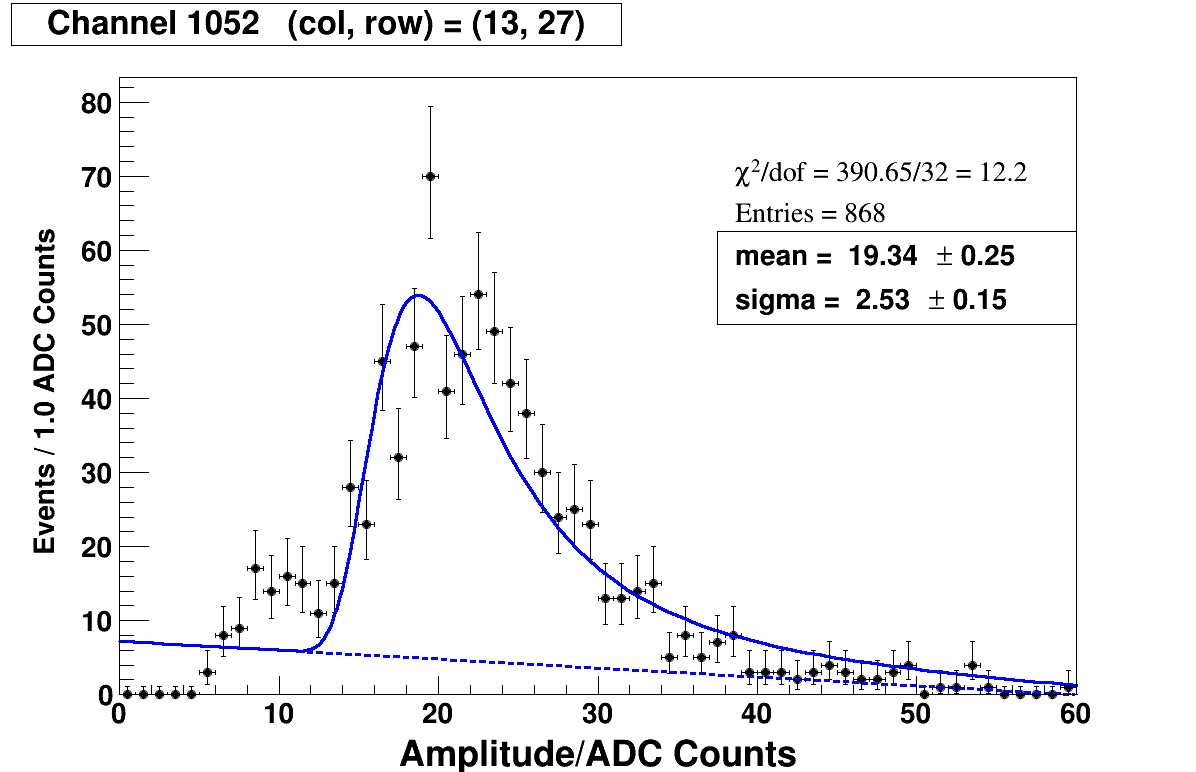 Channel 1052 (col, row) = (13, 27)
80
70
60
50
40
30
20
10
0
Events / 1.0 ADC Counts
χ²/dof = 390.65/32 = 12.2
Entries = 868
mean = 19.34 ± 0.25
sigma = 2.53 ± 0.15
0 10 20 30 40 50 60
Amplitude/ADC Counts